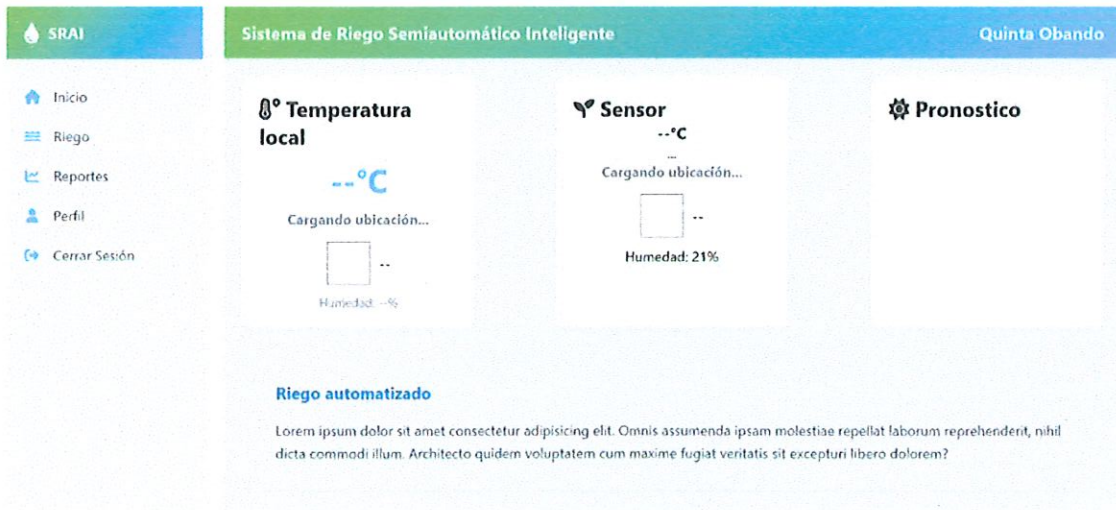 SRAI
Sistema de Riego Semiautomático Inteligente
Quinta Obando
Inicio
Riego
Reportes
Perfil
Cerrar Sesión
Temperatura
local
--°C
Cargando ubicación...
--
Humedad: --%
Sensor
--°C
...
Cargando ubicación...
--
Humedad: 21%
Pronostico
Riego automatizado
Lorem ipsum dolor sit amet consectetur adipisicing elit. Omnis assumenda ipsam molestiae repellat laborum reprehenderit, nihil
dicta commodi illum. Architecto quidem voluptatem cum maxime fugiat veritatis sit excepturi libero dolorem?